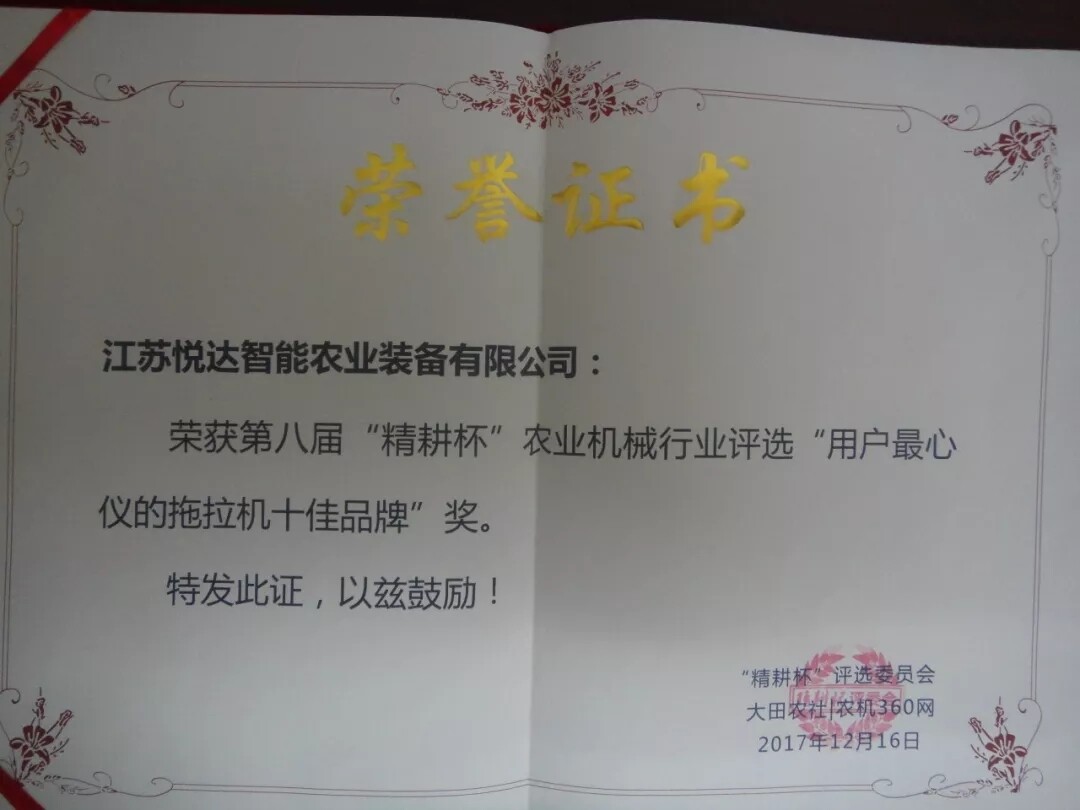 荣誉证书
江苏悦达智能农业装备有限公司：
荣获第八届“精耕杯”农业机械行业评选“用户最心
仪的拖拉机十佳品牌”奖。
特发此证，以兹鼓励！
“精耕杯”评选委员会
大田农社|农机360网
2017年12月16日